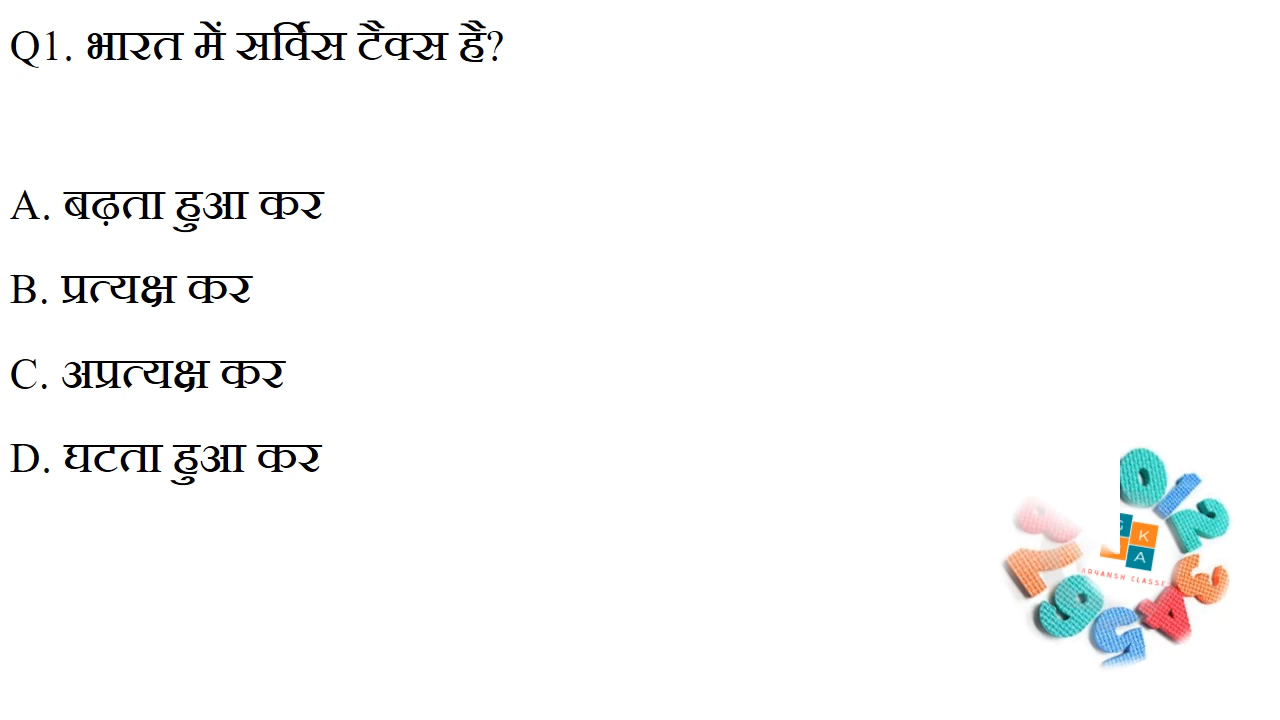 Q1. भारत में सर्विस टैक्स है?
A. बढ़ता हुआ कर
B. प्रत्यक्ष कर
C. अप्रत्यक्ष कर
D. घटता हुआ कर
K
A